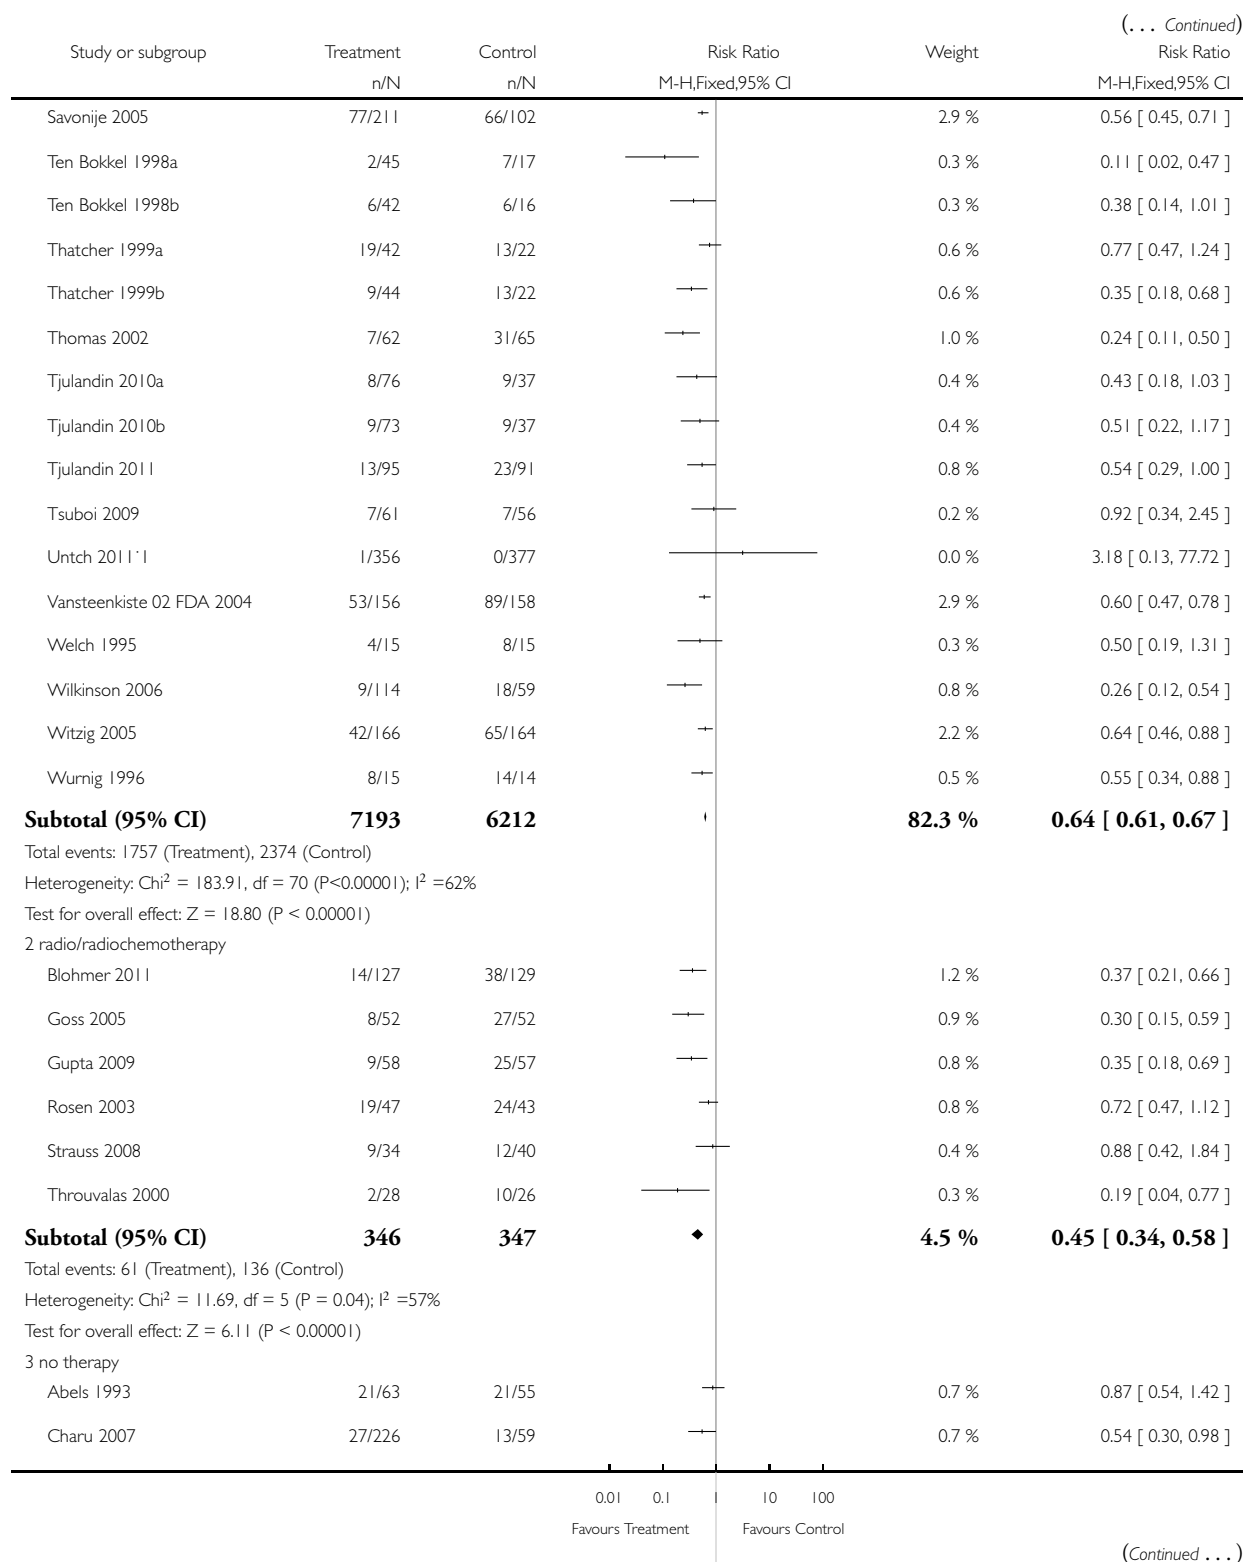 (... Continued)
Study or subgroup Treatment Control Risk Ratio Weight Risk Ratio
n/N n/N M-H,Fixed,95% CI M-H,Fixed,95% CI
Savonije 2005 77/211 66/102 2.9 % 0.56 [ 0.45, 0.71 ]
Ten Bokkel 1998a 2/45 7/17 0.3 % 0.11 [ 0.02, 0.47 ]
Ten Bokkel 1998b 6/42 6/16 0.3 % 0.38 [ 0.14, 1.01 ]
Thatcher 1999a 19/42 13/22 0.6 % 0.77 [ 0.47, 1.24 ]
Thatcher 1999b 9/44 13/22 0.6 % 0.35 [ 0.18, 0.68 ]
Thomas 2002 7/62 31/65 1.0 % 0.24 [ 0.11, 0.50 ]
Tjulandin 2010a 8/76 9/37 0.4 % 0.43 [ 0.18, 1.03 ]
Tjulandin 2010b 9/73 9/37 0.4 % 0.51 [ 0.22, 1.17 ]
Tjulandin 2011 13/95 23/91 0.8 % 0.54 [ 0.29, 1.00 ]
Tsuboi 2009 7/61 7/56 0.2 % 0.92 [ 0.34, 2.45 ]
Untch 2011˙1 1/356 0/377 0.0 % 3.18 [ 0.13, 77.72 ]
Vansteenkiste 02 FDA 2004 53/156 89/158 2.9 % 0.60 [ 0.47, 0.78 ]
Welch 1995 4/15 8/15 0.3 % 0.50 [ 0.19, 1.31 ]
Wilkinson 2006 9/114 18/59 0.8 % 0.26 [ 0.12, 0.54 ]
Witzig 2005 42/166 65/164 2.2 % 0.64 [ 0.46, 0.88 ]
Wurnig 1996 8/15 14/14 0.5 % 0.55 [ 0.34, 0.88 ]
Subtotal (95% CI) 7193 6212 82.3 % 0.64 [ 0.61, 0.67 ]
Total events: 1757 (Treatment), 2374 (Control)
Heterogeneity: Chi² = 183.91, df = 70 (P<0.00001); I² =62%
Test for overall effect: Z = 18.80 (P < 0.00001)
2 radio/radiochemotherapy
Blohmer 2011 14/127 38/129 1.2 % 0.37 [ 0.21, 0.66 ]
Goss 2005 8/52 27/52 0.9 % 0.30 [ 0.15, 0.59 ]
Gupta 2009 9/58 25/57 0.8 % 0.35 [ 0.18, 0.69 ]
Rosen 2003 19/47 24/43 0.8 % 0.72 [ 0.47, 1.12 ]
Strauss 2008 9/34 12/40 0.4 % 0.88 [ 0.42, 1.84 ]
Throuvalas 2000 2/28 10/26 0.3 % 0.19 [ 0.04, 0.77 ]
Subtotal (95% CI) 346 347 4.5 % 0.45 [ 0.34, 0.58 ]
Total events: 61 (Treatment), 136 (Control)
Heterogeneity: Chi² = 11.69, df = 5 (P = 0.04); I² =57%
Test for overall effect: Z = 6.11 (P < 0.00001)
3 no therapy
Abels 1993 21/63 21/55 0.7 % 0.87 [ 0.54, 1.42 ]
Charu 2007 27/226 13/59 0.7 % 0.54 [ 0.30, 0.98 ]
0.01 0.1 1 10 100
Favours Treatment Favours Control
(Continued ...)